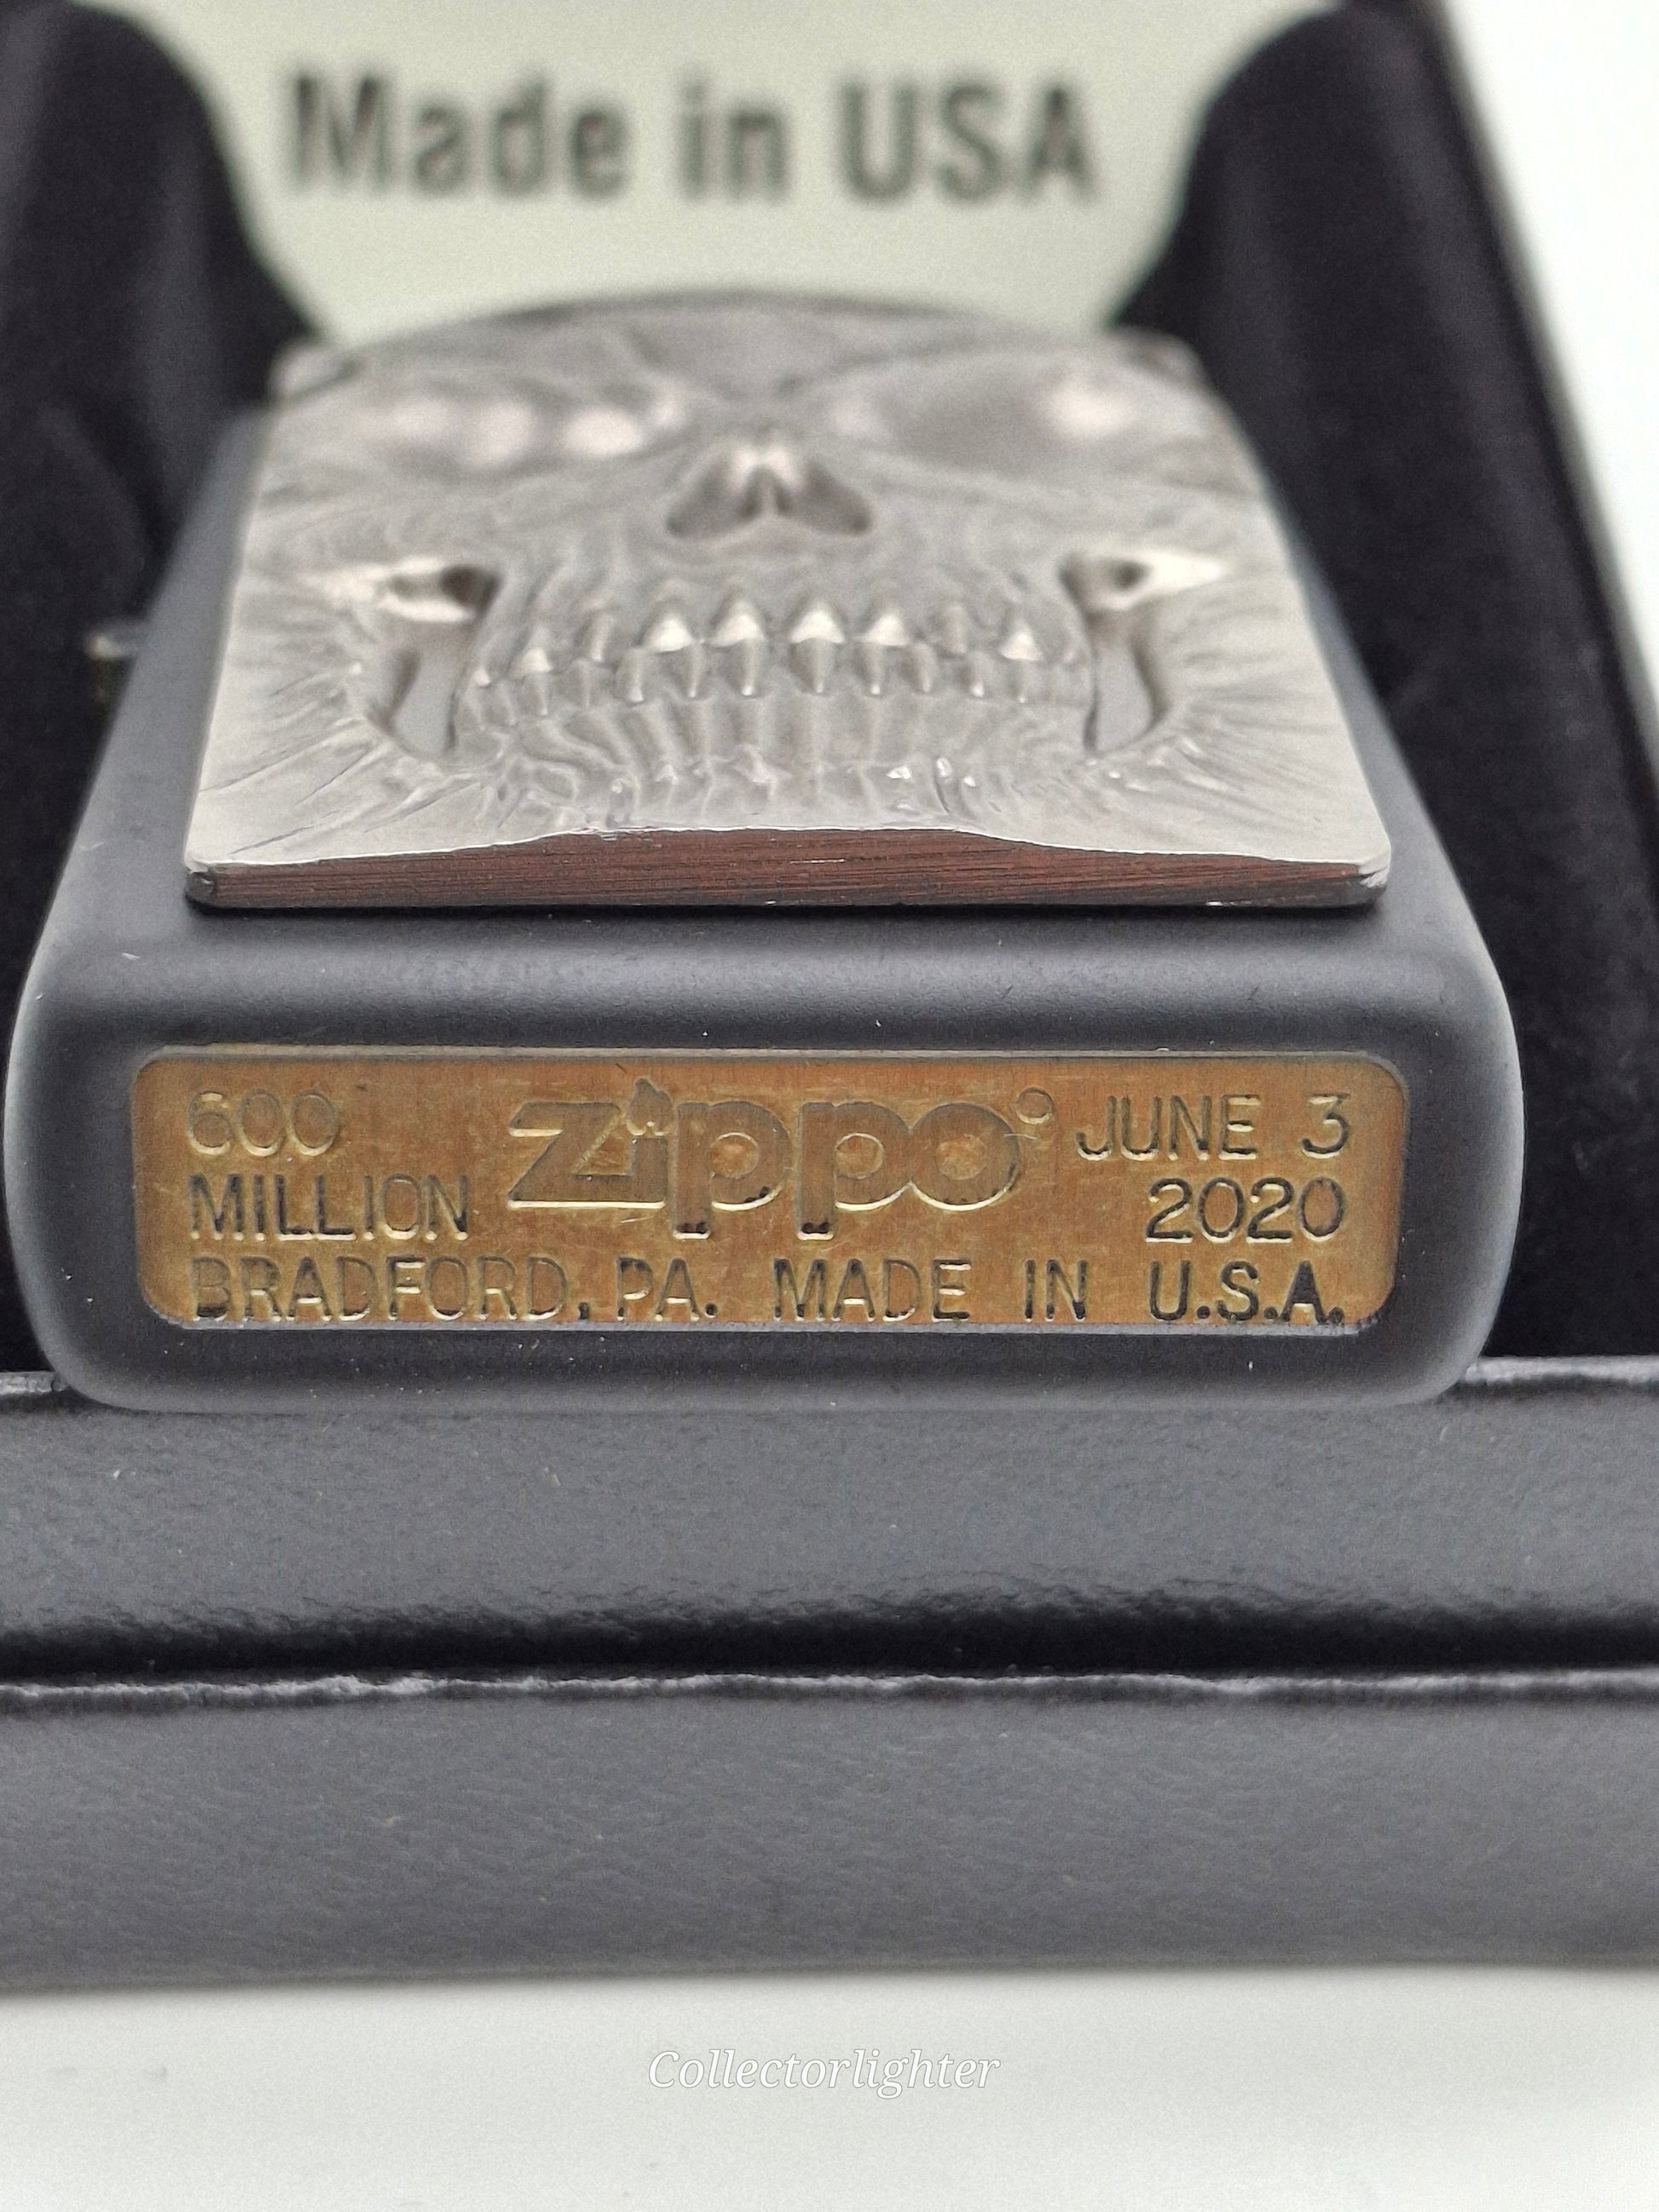 Made in USA
600 zippo JUNE 3
MILLION 2020
BRADFORD, PA. MADE IN U.S.A.
Collectorlighter